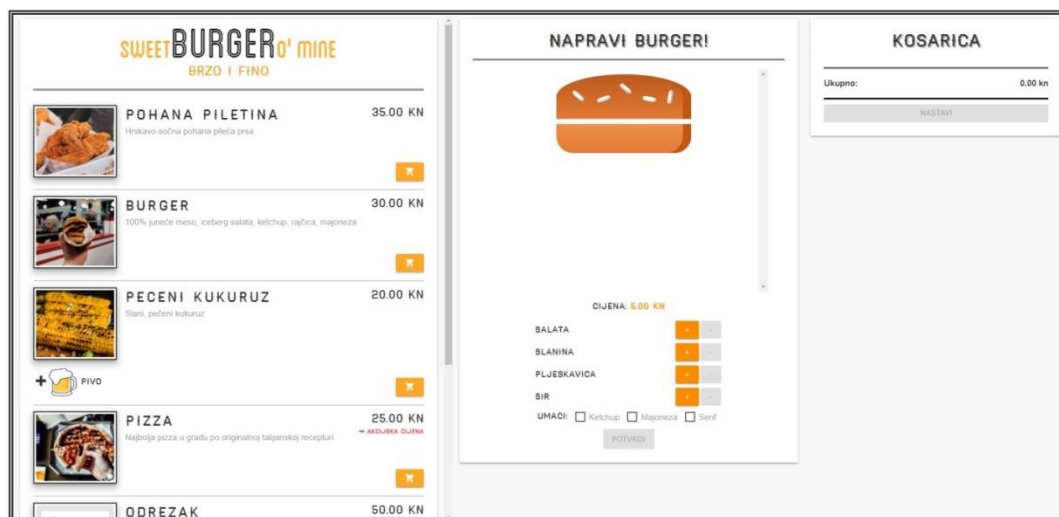 SWEET BURGER O' MINE
BRZO I FINO
POHANA PILETINA
35.00 KN
Hrskavo-sočna pohana pileća prsa
BURGER
30.00 KN
100% juneće meso, iceberg salata, ketchup, rajčica, majoneza
PECENI KUKURUZ
20.00 KN
Slani, pečeni kukuruz
+ PIVO
PIZZA
25.00 KN
AKCIJSKA CIJENA
Najbolja pizza u gradu po originalnoj talijanskoj recepturi
ODREZAK
50.00 KN
NAPRAVI BURGER!
CIJENA: 5.00 KN
SALATA + -
SLANINA + -
PLJESKAVICA + -
SIR + -
UMACI: Ketchup Majoneza Senf
POTVRDI
KOSARICA
Ukupno: 0.00 kn
NASTAVI